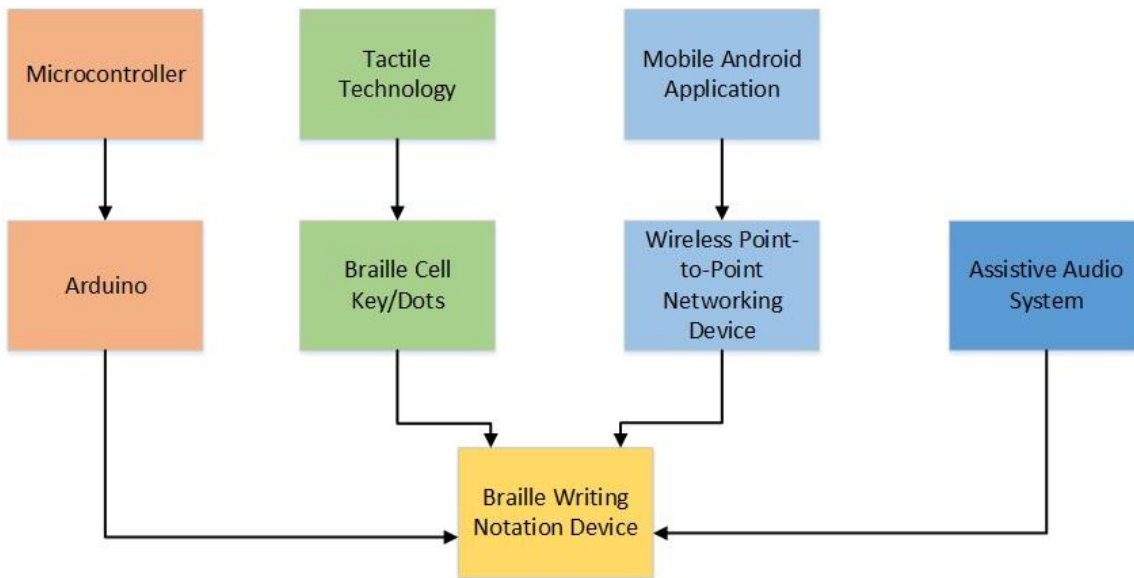 Microcontroller
Tactile
Technology
Mobile Android
Application
Arduino
Braille Cell
Key/Dots
Wireless Point-
to-Point
Networking
Device
Assistive Audio
System
Braille Writing
Notation Device